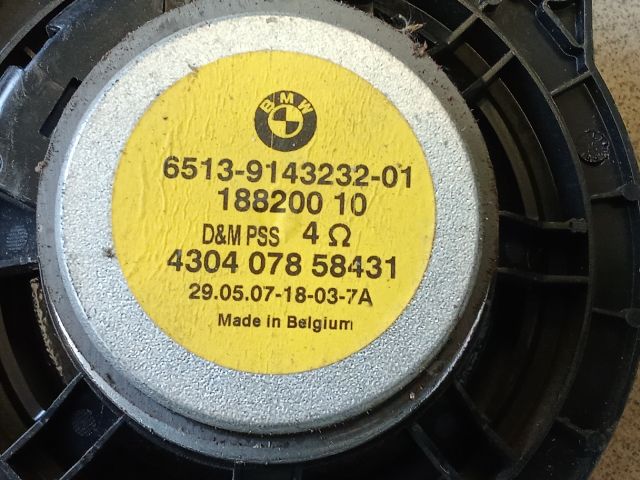 BMW
6513-9143232-01
188200 10
D&M PSS 4 Ω
4304 078 58431
29.05.07-18-03-7A
Made in Belgium